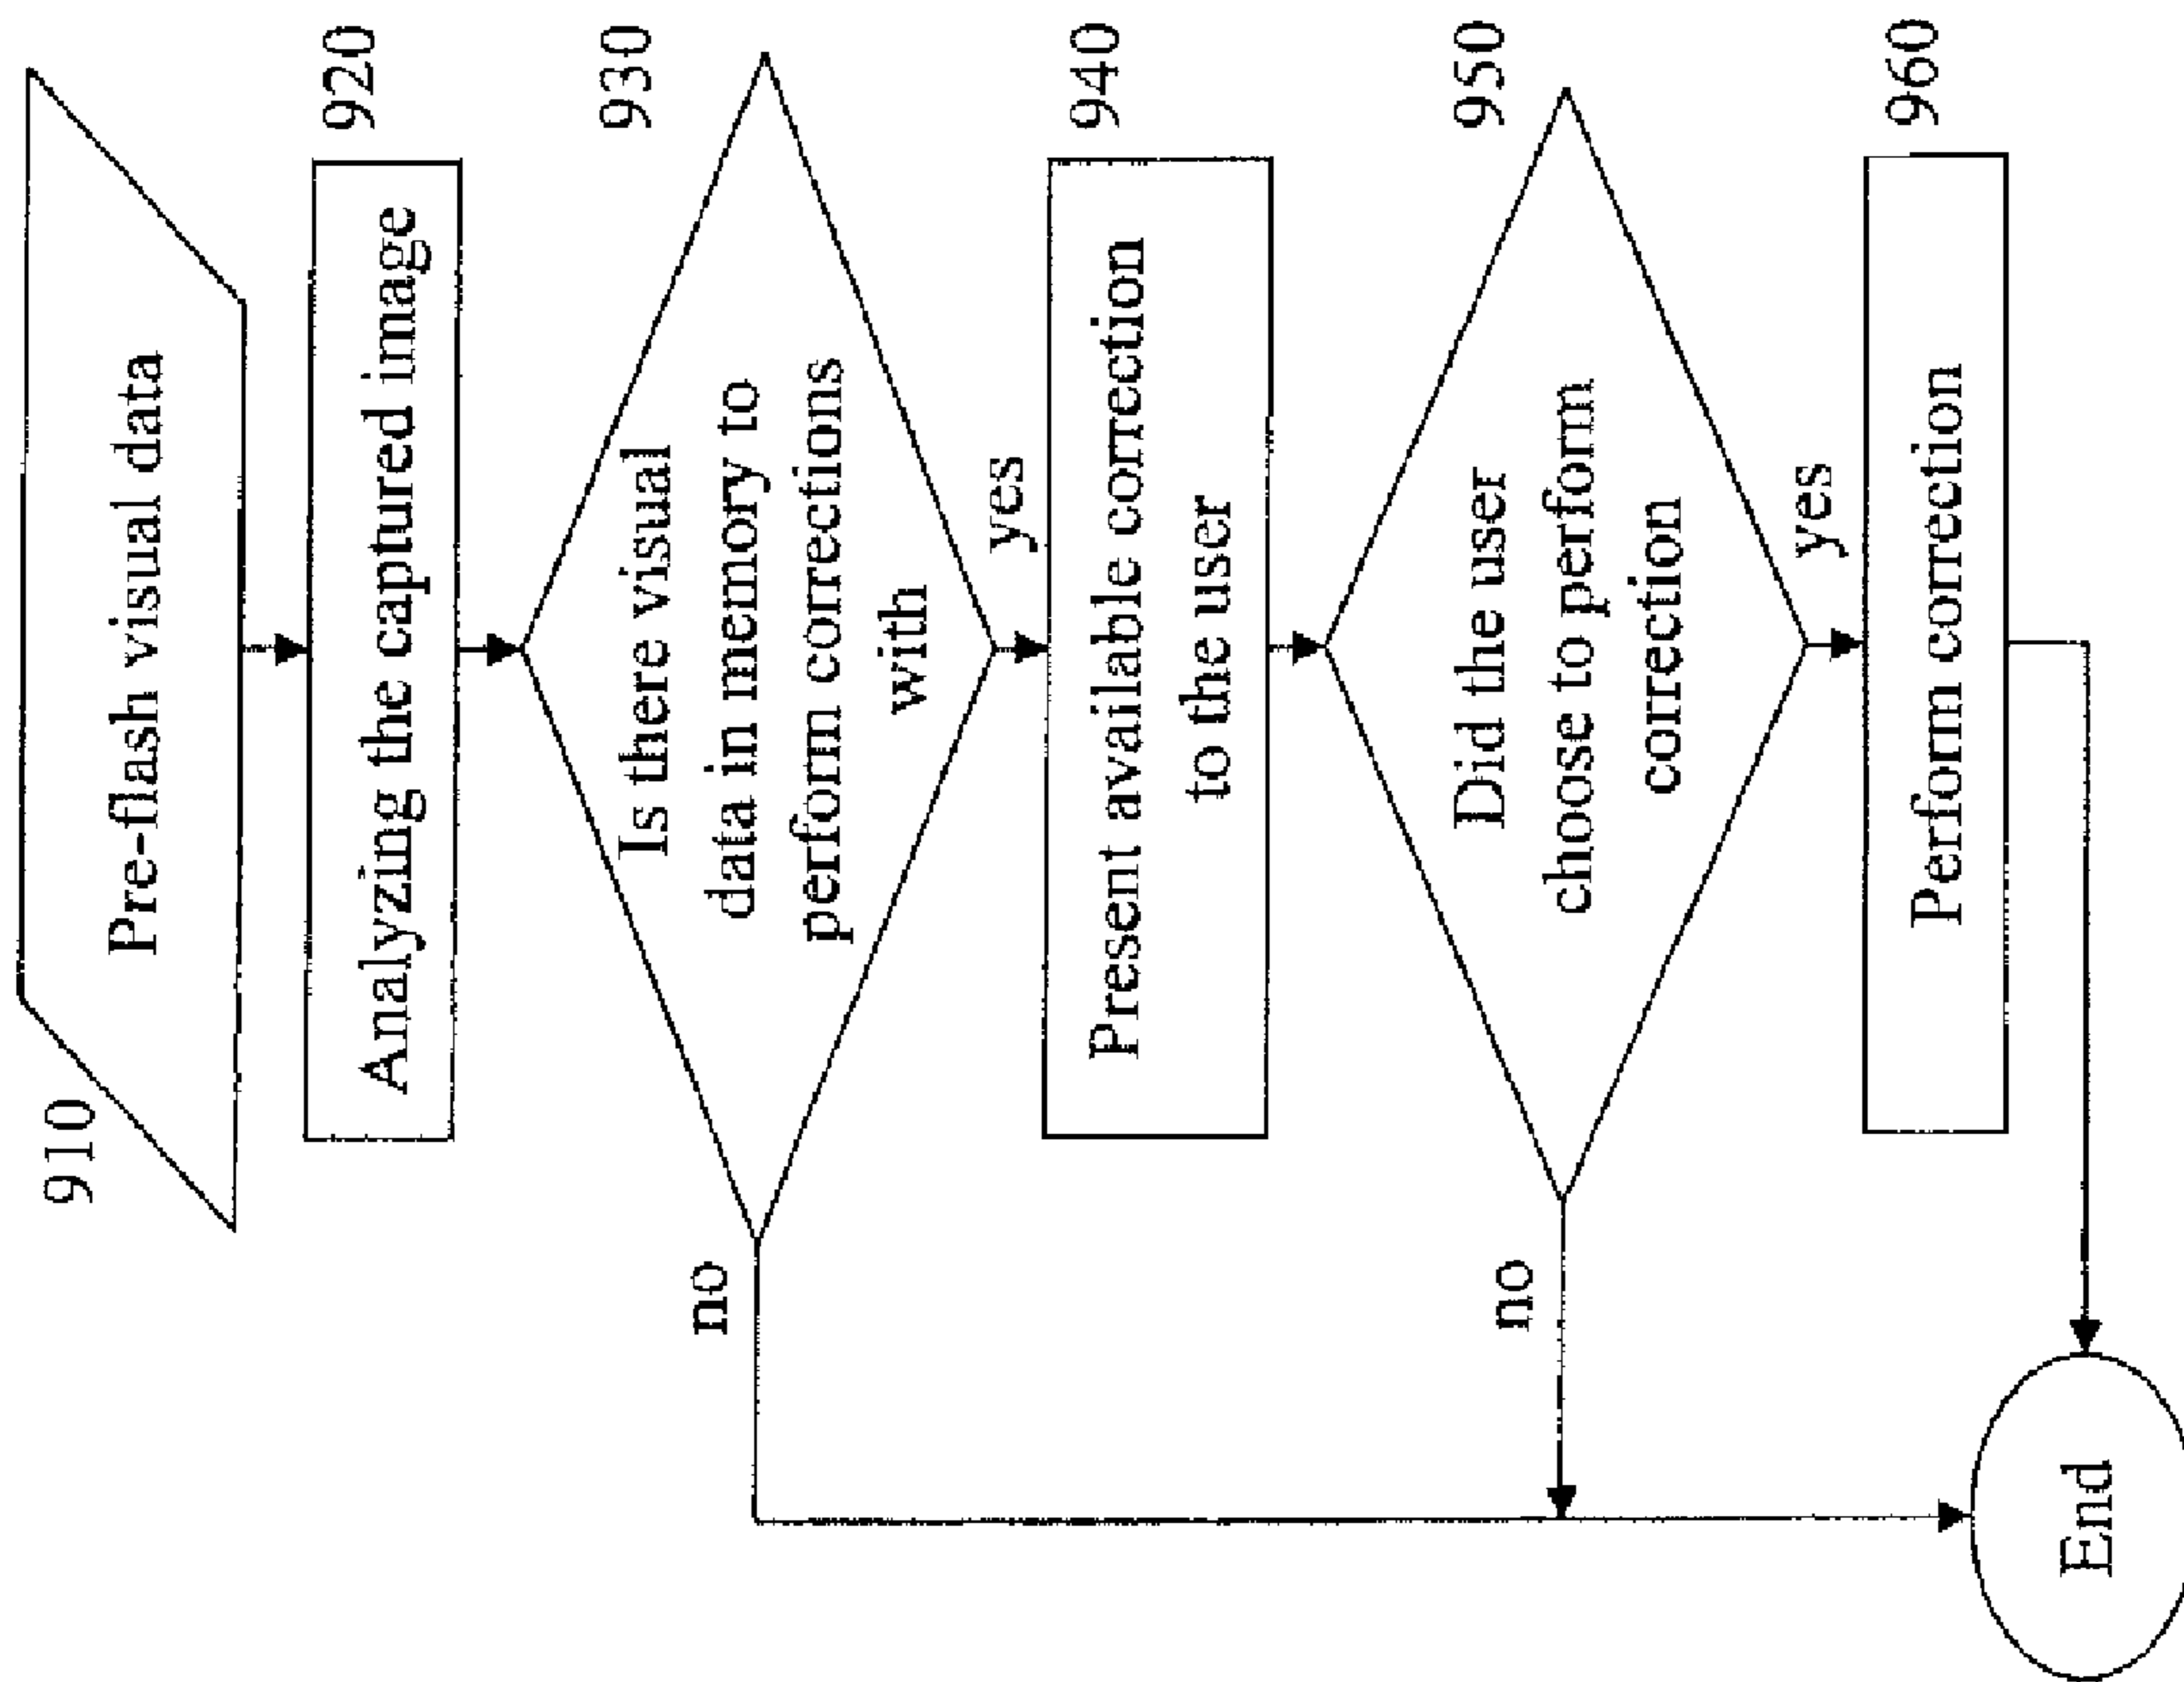 910
Pre-flash visual data
920
Analyzing the captured image
930
Is there visual
data in memory to
perform corrections
with
no
yes
940
Present available correction
to the user
950
Did the user
choose to perform
correction
no
yes
960
Perform correction
End